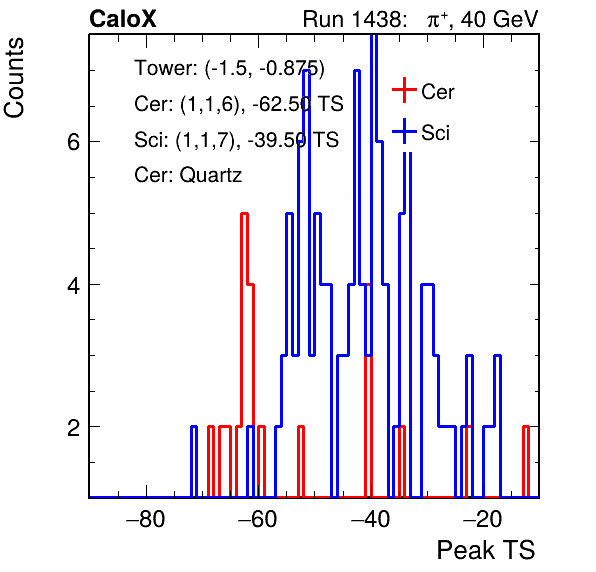 CaloX Run 1438: π⁺, 40 GeV
Counts
Tower: (-1.5, -0.875)
Cer: (1,1,6), -62.50 TS
Sci: (1,1,7), -39.50 TS
Cer: Quartz
Cer
Sci
6
4
2
−80 −60 −40 −20
Peak TS